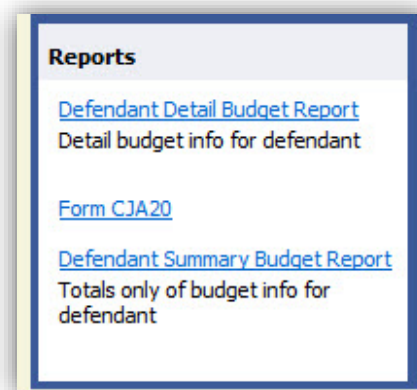 Reports
Defendant Detail Budget Report
Detail budget info for defendant
Form CJA20
Defendant Summary Budget Report
Totals only of budget info for
defendant